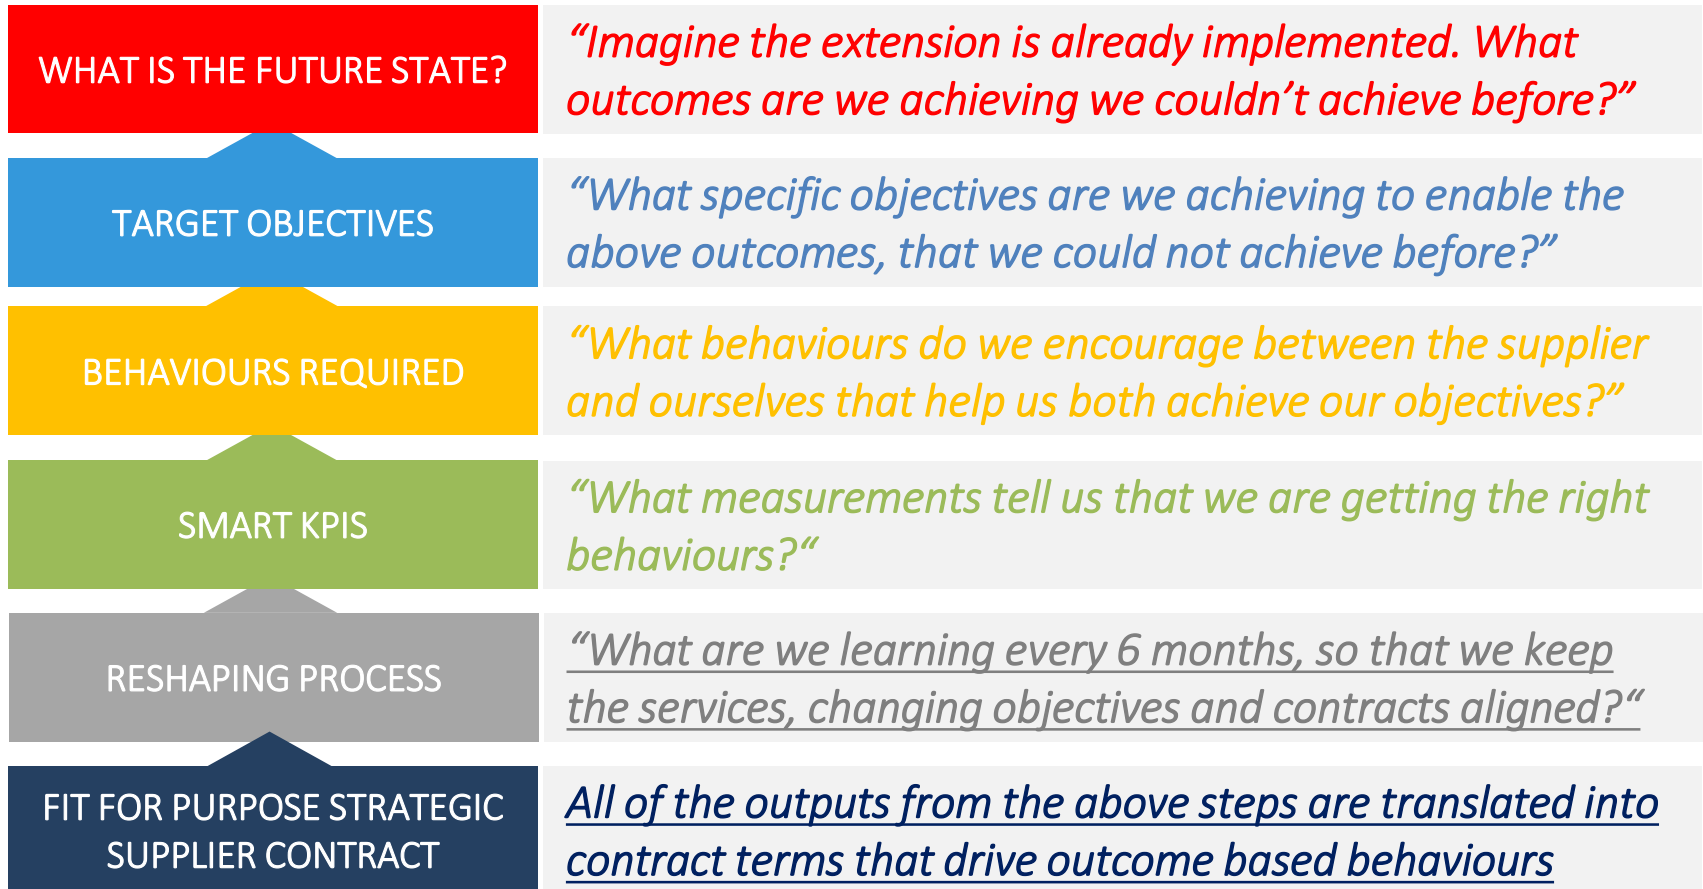 WHAT IS THE FUTURE STATE?
“Imagine the extension is already implemented. What
outcomes are we achieving we couldn’t achieve before?”
TARGET OBJECTIVES
“What specific objectives are we achieving to enable the
above outcomes, that we could not achieve before?”
BEHAVIOURS REQUIRED
“What behaviours do we encourage between the supplier
and ourselves that help us both achieve our objectives?”
SMART KPIS
“What measurements tell us that we are getting the right
behaviours?“
RESHAPING PROCESS
“What are we learning every 6 months, so that we keep
the services, changing objectives and contracts aligned?“
FIT FOR PURPOSE STRATEGIC
SUPPLIER CONTRACT
All of the outputs from the above steps are translated into
contract terms that drive outcome based behaviours